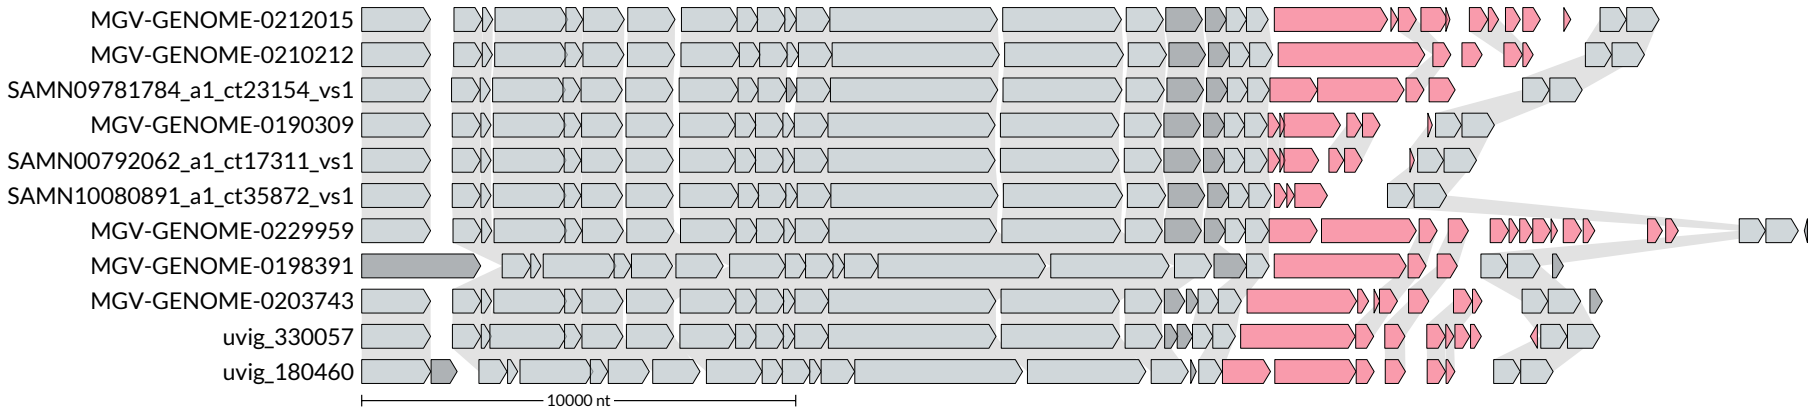 MGV-GENOME-0212015
MGV-GENOME-0210212
SAMN09781784_a1_ct23154_vs1
MGV-GENOME-0190309
SAMN00792062_a1_ct17311_vs1
SAMN10080891_a1_ct35872_vs1
MGV-GENOME-0229959
MGV-GENOME-0198391
MGV-GENOME-0203743
uvig_330057
uvig_180460
10000 nt